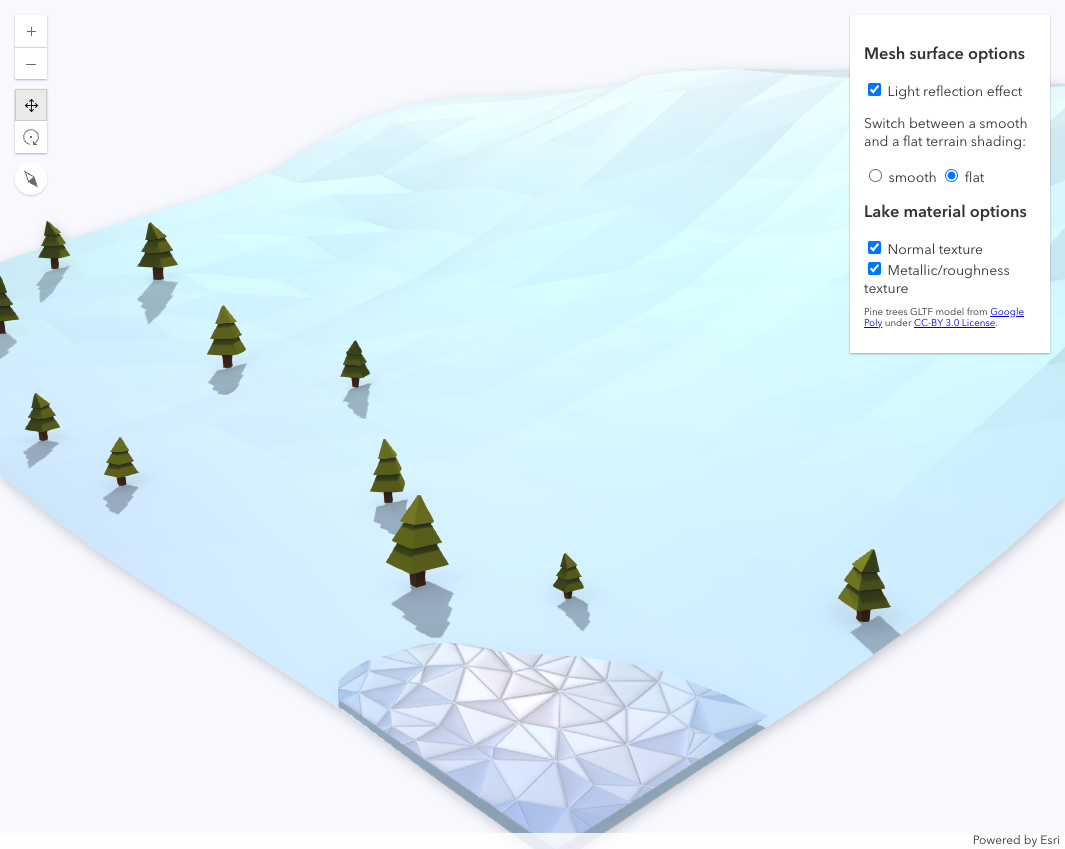 Mesh surface options
Light reflection effect
Switch between a smooth
and a flat terrain shading:
smooth flat
Lake material options
Normal texture
Metallic/roughness
texture
Pine trees GLTF model from Google
Poly under CC-BY 3.0 License.
Powered by Esri